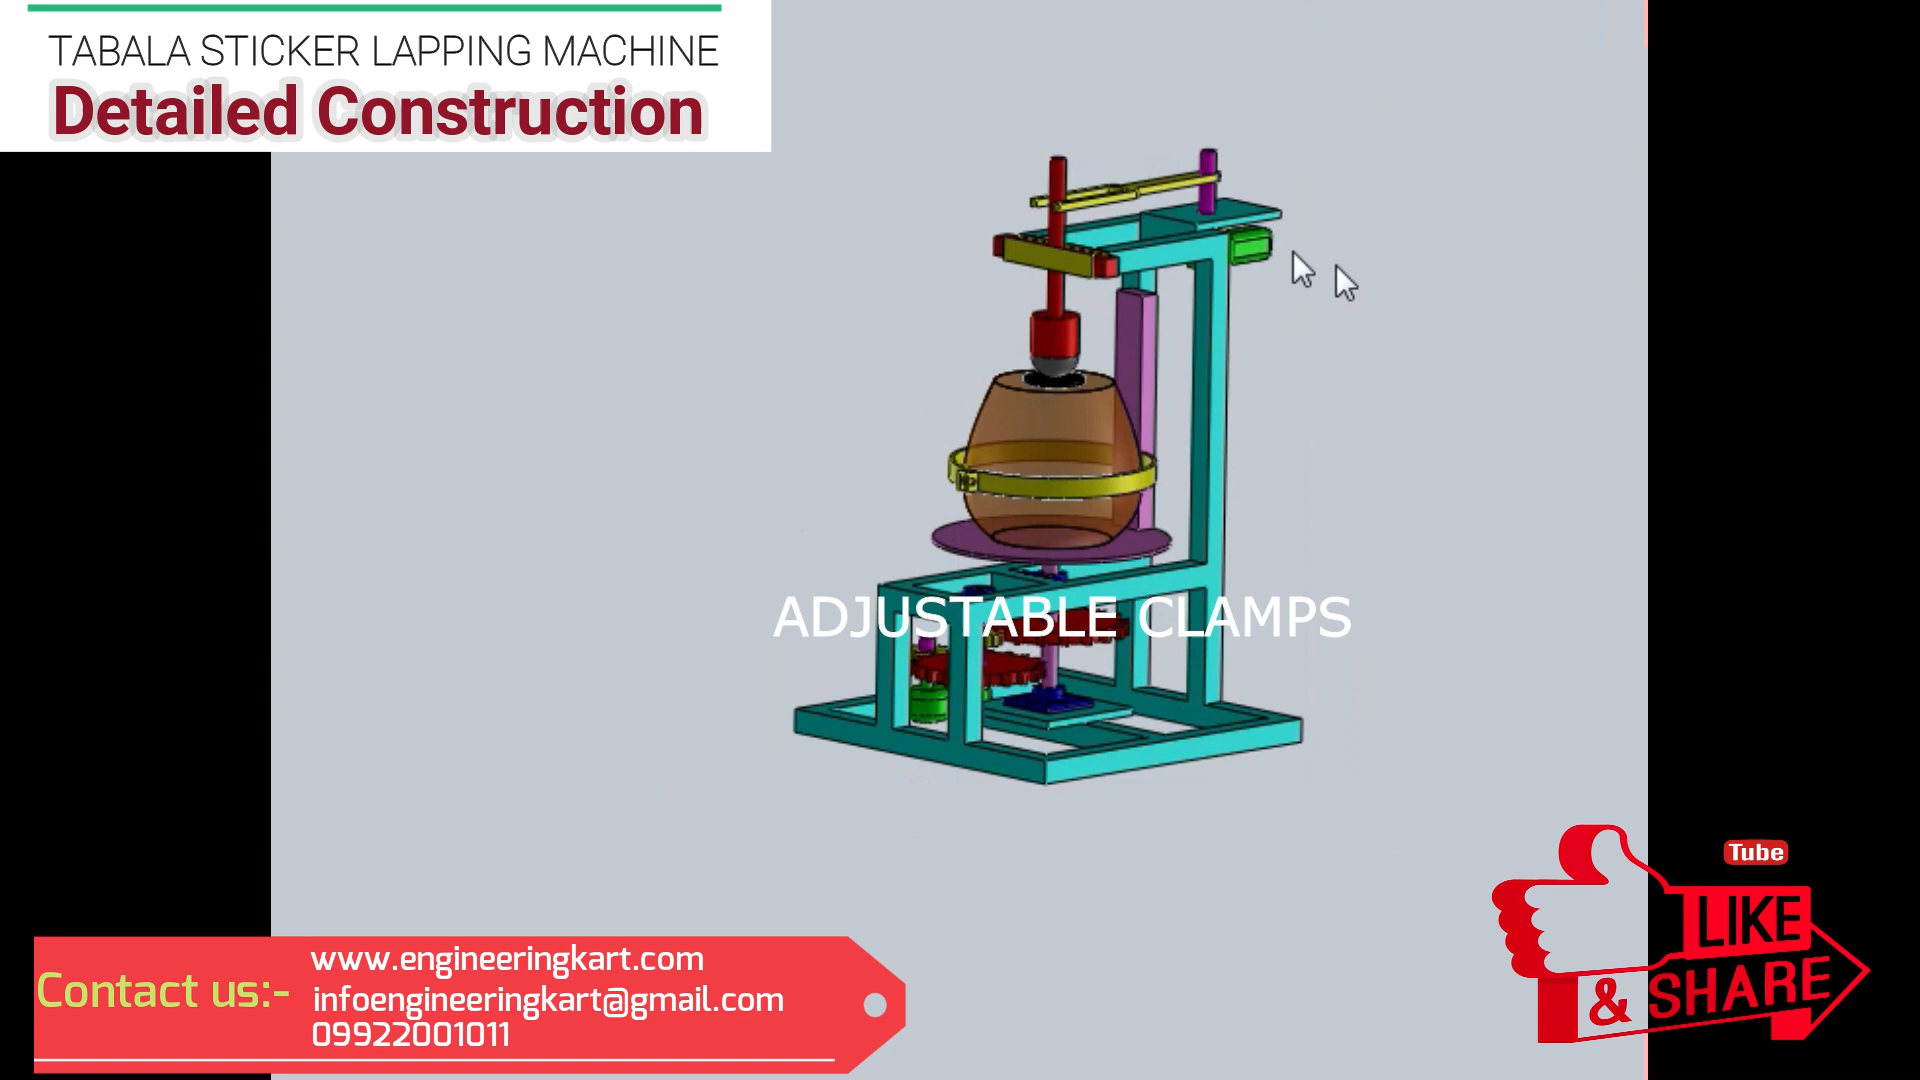 TABALA STICKER LAPPING MACHINE
Detailed Construction
ADJUSTABLE CLAMPS
Tube
LIKE
& SHARE
Contact us:-
www.engineeringkart.com
infoengineeringkart@gmail.com
09922001011